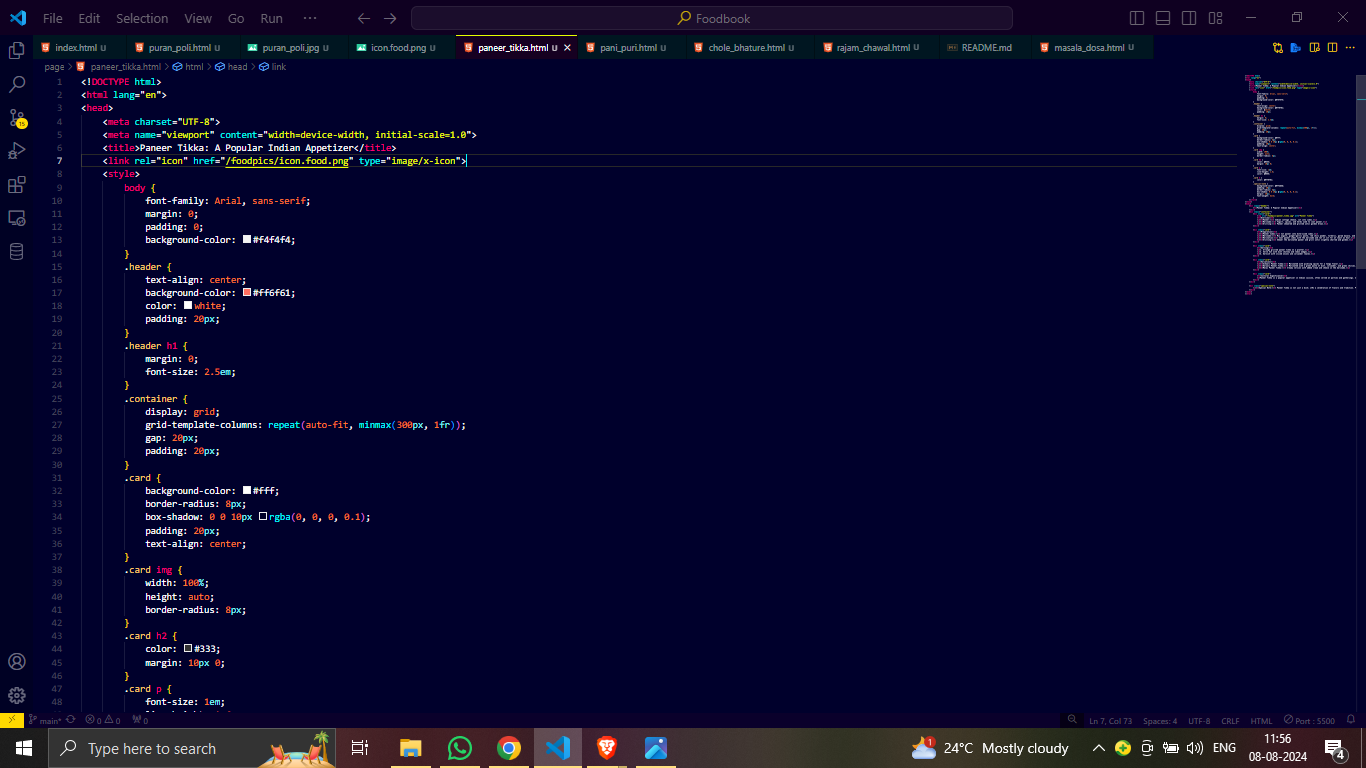 File Edit Selection View Go Run ··· Foodbook
index.html U puran_poli.html U puran_poli.jpg U icon.food.png U paneer_tikka.html U pani_puri.html U chole_bhature.html U rajam_chawal.html U README.md masala_dosa.html U
page > paneer_tikka.html > html > head > link
1 <!DOCTYPE html>
2 <html lang="en">
3 <head>
4 <meta charset="UTF-8">
5 <meta name="viewport" content="width=device-width, initial-scale=1.0">
6 <title>Paneer Tikka: A Popular Indian Appetizer</title>
7 <link rel="icon" href="/foodpics/icon.food.png" type="image/x-icon">
8 <style>
9 body {
10 font-family: Arial, sans-serif;
11 margin: 0;
12 padding: 0;
13 background-color: #f4f4f4;
14 }
15 .header {
16 text-align: center;
17 background-color: #ff6f61;
18 color: white;
19 padding: 20px;
20 }
21 .header h1 {
22 margin: 0;
23 font-size: 2.5em;
24 }
25 .container {
26 display: grid;
27 grid-template-columns: repeat(auto-fit, minmax(300px, 1fr));
28 gap: 20px;
29 padding: 20px;
30 }
31 .card {
32 background-color: #fff;
33 border-radius: 8px;
34 box-shadow: 0 0 10px rgba(0, 0, 0, 0.1);
35 padding: 20px;
36 text-align: center;
37 }
38 .card img {
39 width: 100%;
40 height: auto;
41 border-radius: 8px;
42 }
43 .card h2 {
44 color: #333;
45 margin: 10px 0;
46 }
47 .card p {
48 font-size: 1em;
15
main* 0 0 0 Ln 7, Col 73 Spaces: 4 UTF-8 CRLF HTML Port : 5500
Type here to search 1 24°C Mostly cloudy ENG 11:56
08-08-2024 4